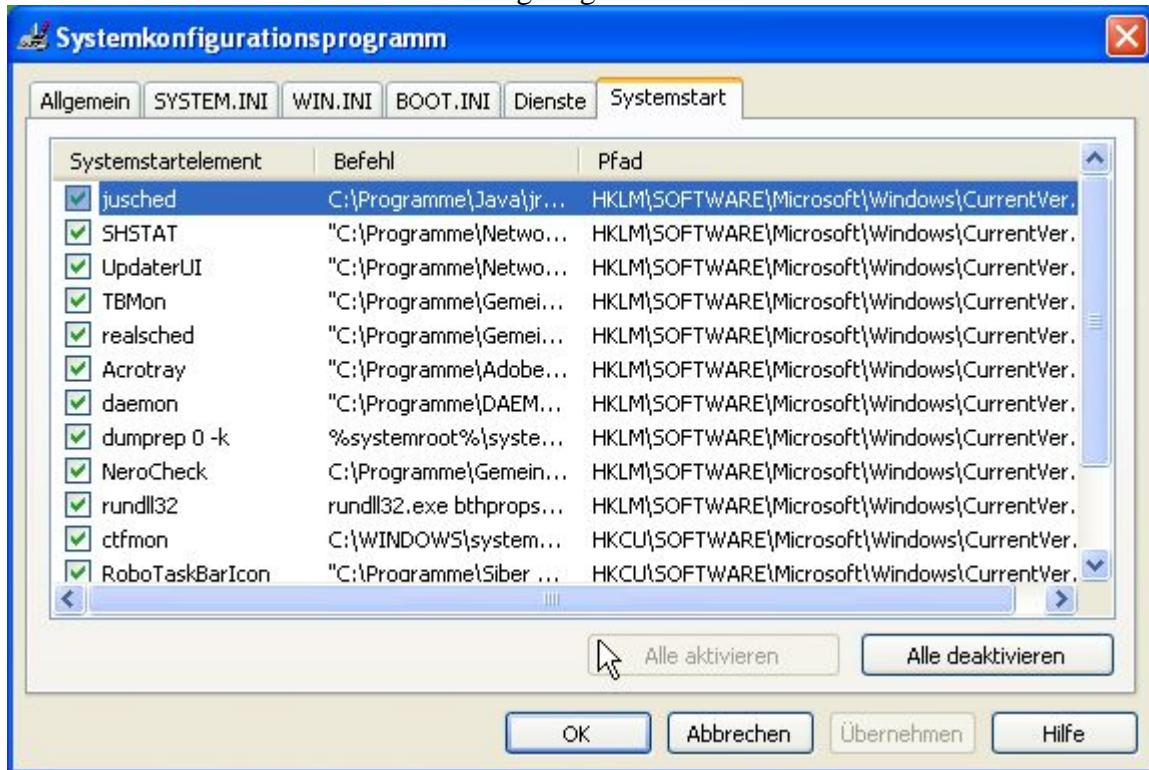 Systemkonfigurationsprogramm
Allgemein SYSTEM.INI WIN.INI BOOT.INI Dienste Systemstart
Systemstartelement Befehl Pfad
jusched C:\Programme\Java\jr... HKLM\SOFTWARE\Microsoft\Windows\CurrentVer.
SHSTAT "C:\Programme\Netwo... HKLM\SOFTWARE\Microsoft\Windows\CurrentVer.
UpdaterUI "C:\Programme\Netwo... HKLM\SOFTWARE\Microsoft\Windows\CurrentVer.
TBMon "C:\Programme\Gemei... HKLM\SOFTWARE\Microsoft\Windows\CurrentVer.
realsched "C:\Programme\Gemei... HKLM\SOFTWARE\Microsoft\Windows\CurrentVer.
Acrotray "C:\Programme\Adobe... HKLM\SOFTWARE\Microsoft\Windows\CurrentVer.
daemon "C:\Programme\DAEM... HKLM\SOFTWARE\Microsoft\Windows\CurrentVer.
dumprep 0 -k %systemroot%\syste... HKLM\SOFTWARE\Microsoft\Windows\CurrentVer.
NeroCheck C:\Programme\Gemein... HKLM\SOFTWARE\Microsoft\Windows\CurrentVer.
rundll32 rundll32.exe bthprops... HKLM\SOFTWARE\Microsoft\Windows\CurrentVer.
ctfmon C:\WINDOWS\system... HKCU\SOFTWARE\Microsoft\Windows\CurrentVer.
RoboTaskBarIcon "C:\Programme\Siber ... HKCU\SOFTWARE\Microsoft\Windows\CurrentVer.
Alle aktivieren Alle deaktivieren
OK Abbrechen Übernehmen Hilfe